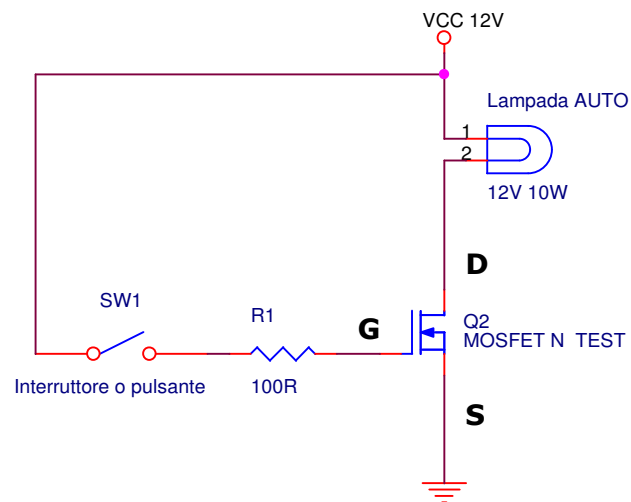 VCC 12V
Lampada AUTO
1
2
12V 10W
D
SW1
R1
G
Q2
MOSFET N TEST
Interruttore o pulsante
100R
S